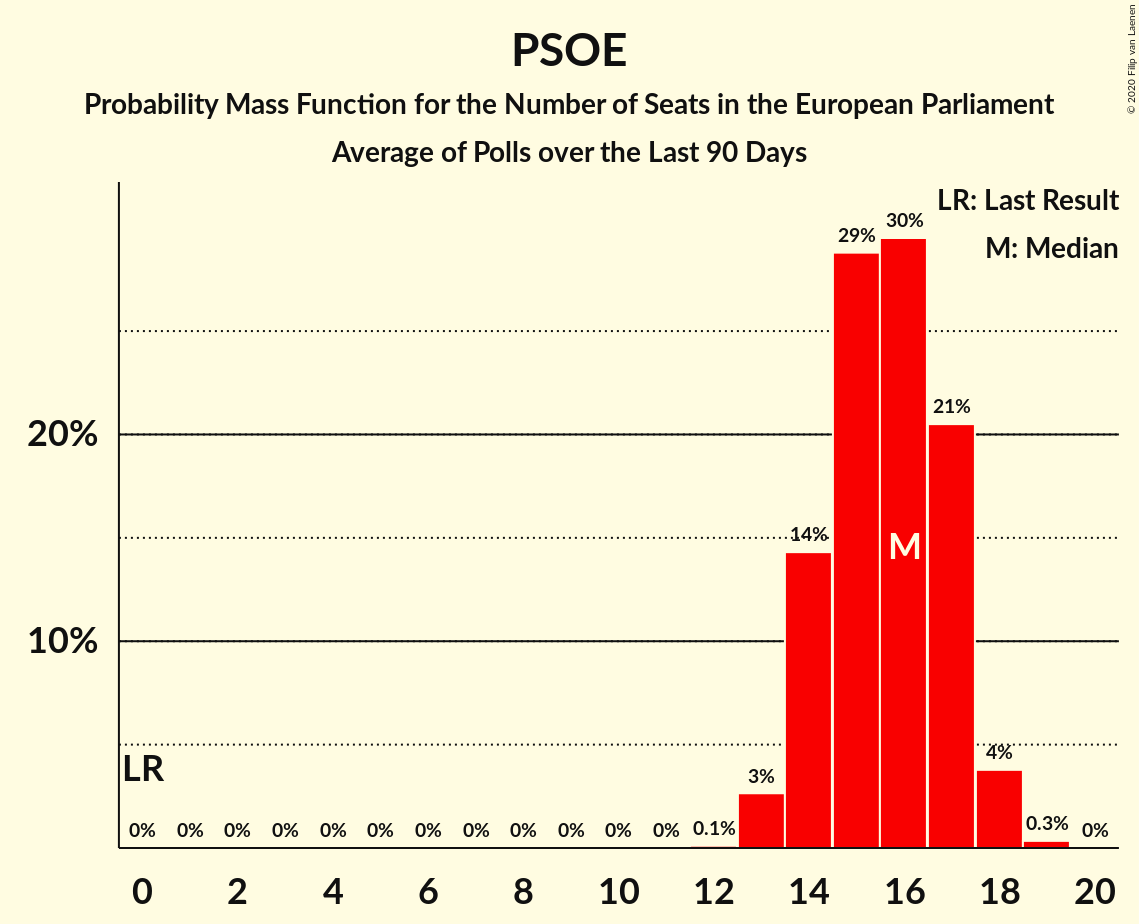 PSOE
Probability Mass Function for the Number of Seats in the European Parliament
Average of Polls over the Last 90 Days
© 2020 Filip van Laenen
LR: Last Result
M: Median
30%
29%
21%
20%
14%
M
10%
4%
LR
3%
0% 0% 0% 0% 0% 0% 0% 0% 0% 0% 0% 0% 0.1% 0.3% 0%
0 2 4 6 8 10 12 14 16 18 20